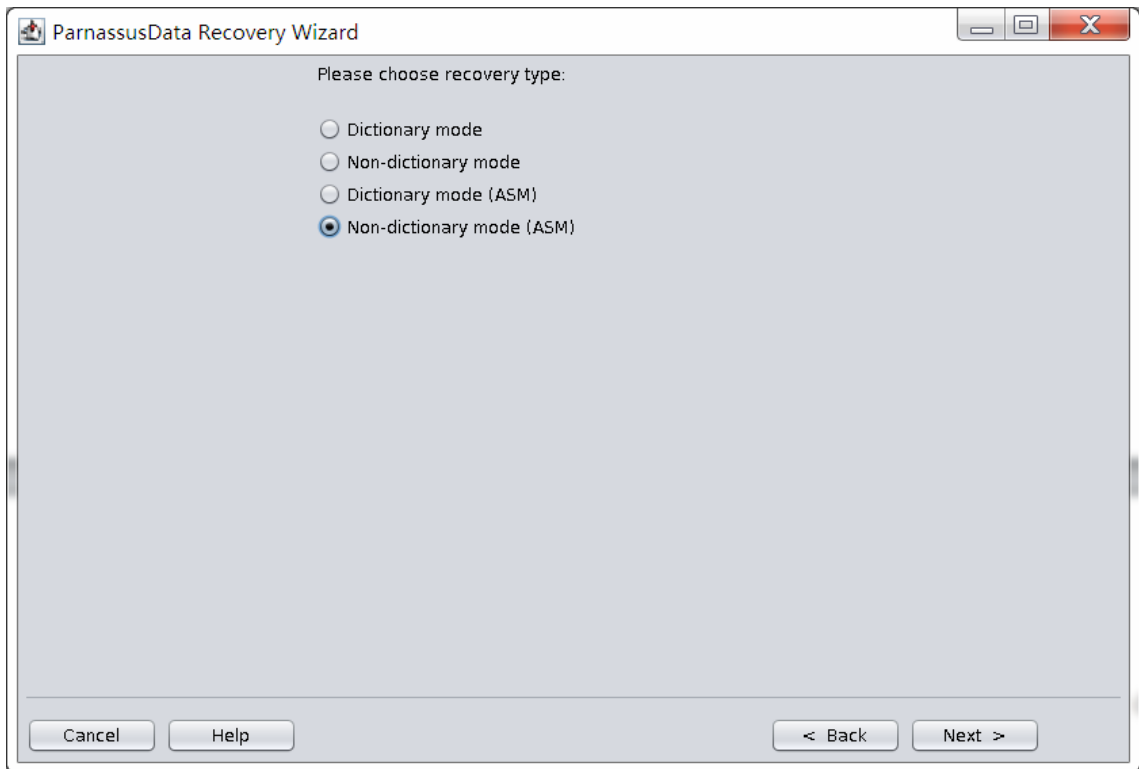 ParnassusData Recovery Wizard
Please choose recovery type:
Dictionary mode
Non-dictionary mode
Dictionary mode (ASM)
Non-dictionary mode (ASM)
Cancel Help < Back Next >